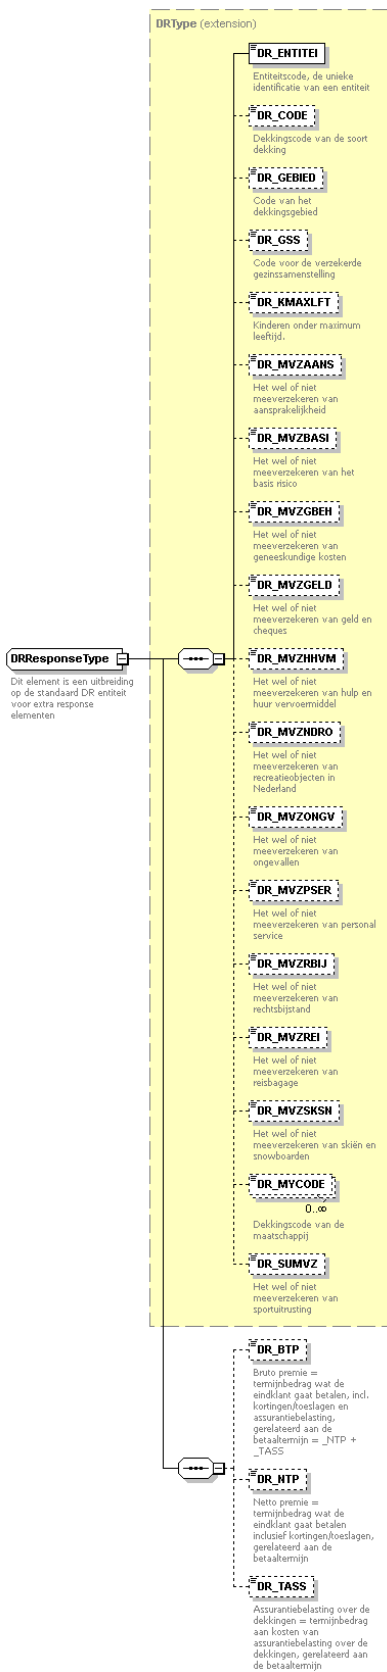 DRType (extension)
DR_ENTITEI
Entiteitscode, de unieke
identificatie van een entiteit
DR_CODE
Dekkingscode van de soort
dekking
DR_GEBIED
Code van het
dekkingsgebied
DR_GSS
Code voor de verzekerde
gezinssamenstelling
DR_KMAXLFT
Kinderen onder maximum
leeftijd.
DR_MVZAANS
Het wel of niet
meeverzekeren van
aansprakelijkheid
DR_MVZBASI
Het wel of niet
meeverzekeren van het
basis risico
DR_MVZGBEH
Het wel of niet
meeverzekeren van
geneeskundige kosten
DR_MVZGELD
Het wel of niet
meeverzekeren van geld en
cheques
DRResponseType
Dit element is een uitbreiding
op de standaard DR entiteit
voor extra response
elementen
DR_MVZHHVM
Het wel of niet
meeverzekeren van hulp en
huur vervoermiddel
DR_MVZNDRO
Het wel of niet
meeverzekeren van
recreatieobjecten in
Nederland
DR_MVZONGV
Het wel of niet
meeverzekeren van
ongevallen
DR_MVZPSER
Het wel of niet
meeverzekeren van personal
service
DR_MVZRBIJ
Het wel of niet
meeverzekeren van
rechtsbijstand
DR_MVZREI
Het wel of niet
meeverzekeren van
reisbagage
DR_MVZSKSN
Het wel of niet
meeverzekeren van skiën en
snowboarden
DR_MYCODE
0..∞
Dekkingscode van de
maatschappij
DR_SUMVZ
Het wel of niet
meeverzekeren van
sportuitrusting
DR_BTP
Bruto premie =
termijnbedrag wat de
eindklant gaat betalen, incl.
kortingen/toeslagen en
assurantiebelasting,
gerelateerd aan de
betaaltermijn = _NTP +
_TASS
DR_NTP
Netto premie =
termijnbedrag wat de
eindklant gaat betalen
inclusief kortingen/toeslagen,
gerelateerd aan de
betaaltermijn
DR_TASS
Assurantiebelasting over de
dekkingen = termijnbedrag
aan kosten van
assurantiebelasting over de
dekkingen, gerelateerd aan
de betaaltermijn